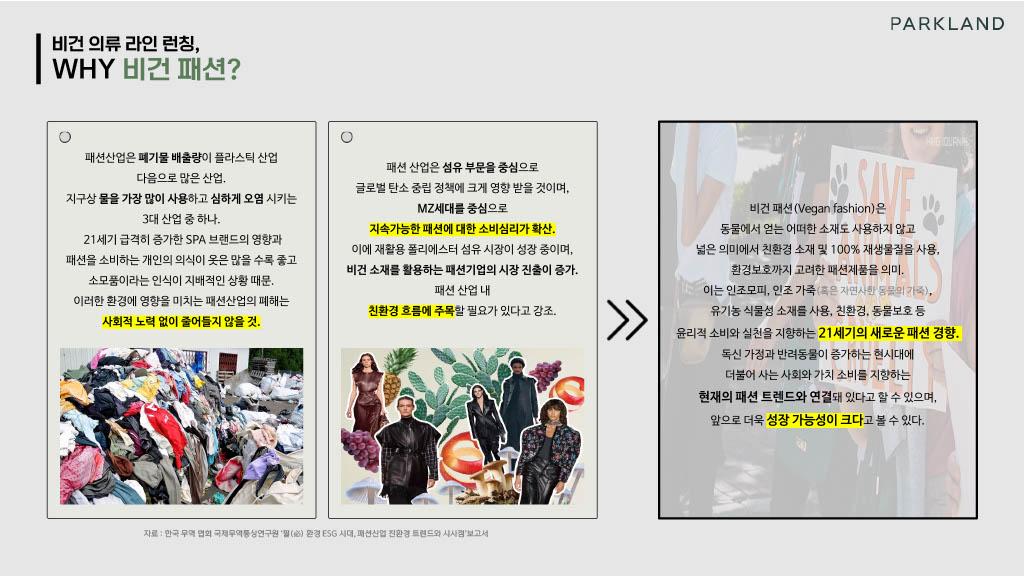 PARKLAND
비건 의류 라인 런칭,
WHY 비건 패션?
패션산업은 폐기물 배출량이 플라스틱 산업
다음으로 많은 산업.
지구상 물을 가장 많이 사용하고 심하게 오염 시키는
3대 산업 중 하나.
21세기 급격히 증가한 SPA 브랜드의 영향과
패션을 소비하는 개인의 의식이 옷은 많을 수록 좋고
소모품이라는 인식이 지배적인 상황 때문.
이러한 환경에 영향을 미치는 패션산업의 폐해는
사회적 노력 없이 줄어들지 않을 것.
패션 산업은 섬유 부문을 중심으로
글로벌 탄소 중립 정책에 크게 영향 받을 것이며,
MZ세대를 중심으로
지속가능한 패션에 대한 소비심리가 확산.
이에 재활용 폴리에스터 섬유 시장이 성장 중이며,
비건 소재를 활용하는 패션기업의 시장 진출이 증가.
패션 산업 내
친환경 흐름에 주목할 필요가 있다고 강조.
SAVE
ANIMALS
비건 패션(Vegan fashion)은
동물에서 얻는 어떠한 소재도 사용하지 않고
넓은 의미에서 친환경 소재 및 100% 재생물질을 사용,
환경보호까지 고려한 패션제품을 의미.
이는 인조모피, 인조 가죽(혹은 자연사한 동물의 가죽),
유기농 식물성 소재를 사용, 친환경, 동물보호 등
윤리적 소비와 실천을 지향하는 21세기의 새로운 패션 경향.
독신 가정과 반려동물이 증가하는 현시대에
더불어 사는 사회와 가치 소비를 지향하는
현재의 패션 트렌드와 연결돼 있다고 할 수 있으며,
앞으로 더욱 성장 가능성이 크다고 볼 수 있다.
자료 : 한국 무역 협회 국제무역통상연구원 '필(必) 환경 ESG 시대, 패션산업 친환경 트렌드와 시사점'보고서